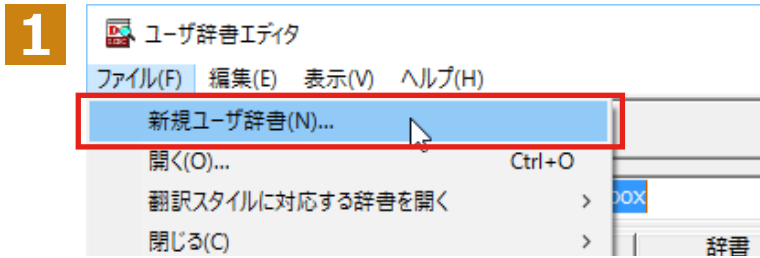 1
ユーザ辞書エディタ
ファイル(F) 編集(E) 表示(V) ヘルプ(H)
新規ユーザ辞書(N)...
開く(O)... Ctrl+O
翻訳スタイルに対応する辞書を開く >
box
閉じる(C) >
辞書